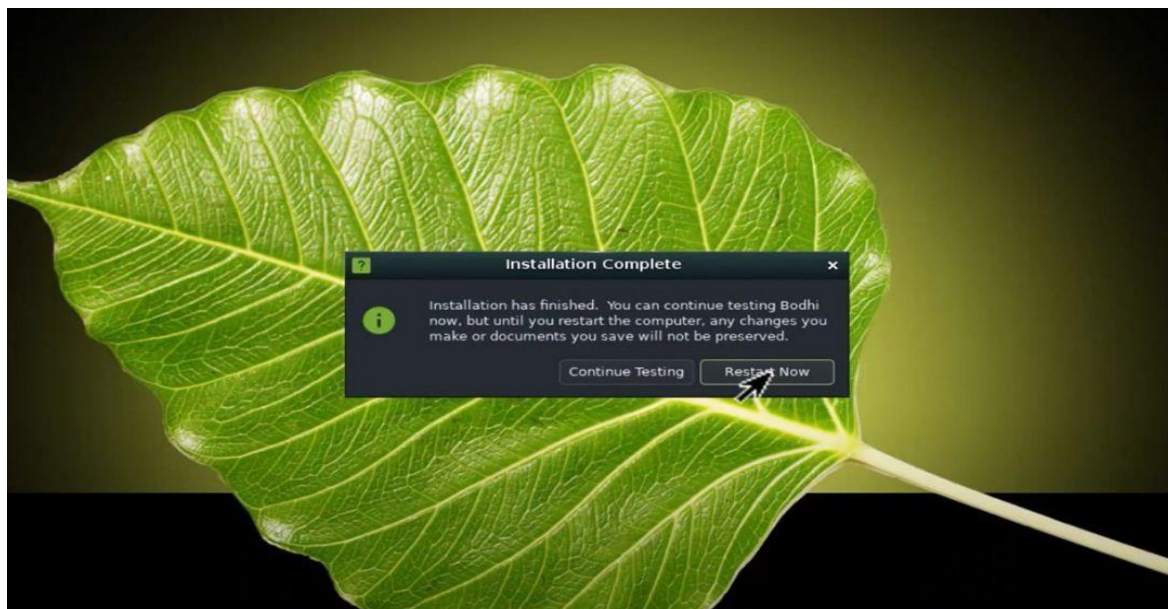 Installation Complete
Installation has finished. You can continue testing Bodhi
now, but until you restart the computer, any changes you
make or documents you save will not be preserved.
Continue Testing
Restart Now